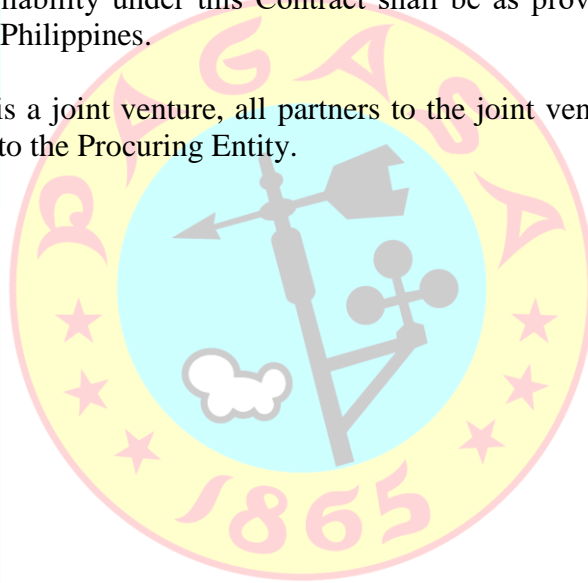 liability under this Contract shall be as prov
Philippines.
is a joint venture, all partners to the joint ven
to the Procuring Entity.
PAGASA
1865